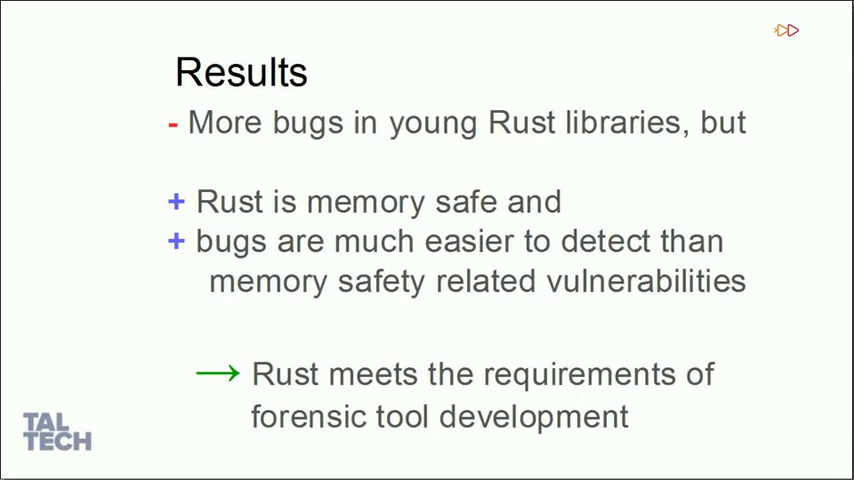 Results
- More bugs in young Rust libraries, but
+ Rust is memory safe and
+ bugs are much easier to detect than
memory safety related vulnerabilities
→ Rust meets the requirements of
forensic tool development
TAL
TECH